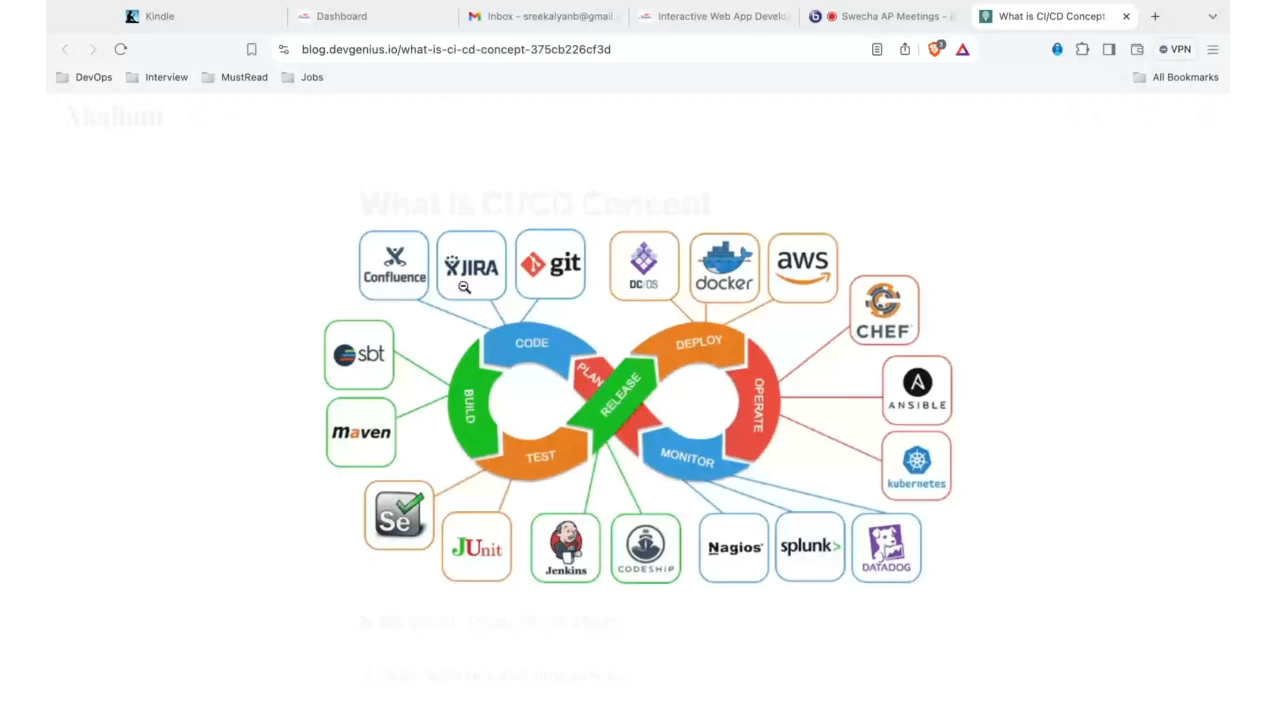 Kindle
Dashboard
Inbox - sreekalyanb@gmail.
Interactive Web App Develo
Swecha AP Meetings -
What is CI/CD Concept
blog.devgenius.io/what-is-ci-cd-concept-375cb226cf3d
3
VPN
DevOps
Interview
MustRead
Jobs
All Bookmarks
Medium
What is CI/CD Concept
Confluence
JIRA
git
DC/OS
docker
aws
CHEF
sbt
CODE
DEPLOY
PLAN
RELEASE
BUILD
OPERATE
ANSIBLE
maven
TEST
MONITOR
kubernetes
Se
JUnit
Jenkins
CODESHIP
Nagios®
splunk>
DATADOG